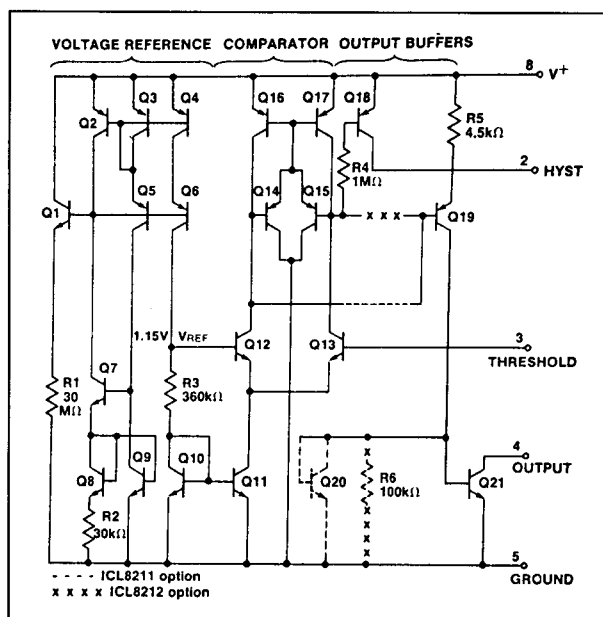 VOLTAGE REFERENCE COMPARATOR OUTPUT BUFFERS
8 V+
Q2 Q3 Q4 Q16 Q17 Q18
R5
4.5kΩ
R4
1MΩ
2
HYST
Q1 Q5 Q6 Q14 Q15 x x x Q19
1.15V VREF
Q12 Q13
3
THRESHOLD
Q7
R1
30
MΩ
R3
360kΩ
4
OUTPUT
Q8 Q9 Q10 Q11 Q20 R6
100kΩ
Q21
R2
30kΩ
5
GROUND
- - - - ICL8211 option
x x x x ICL8212 option